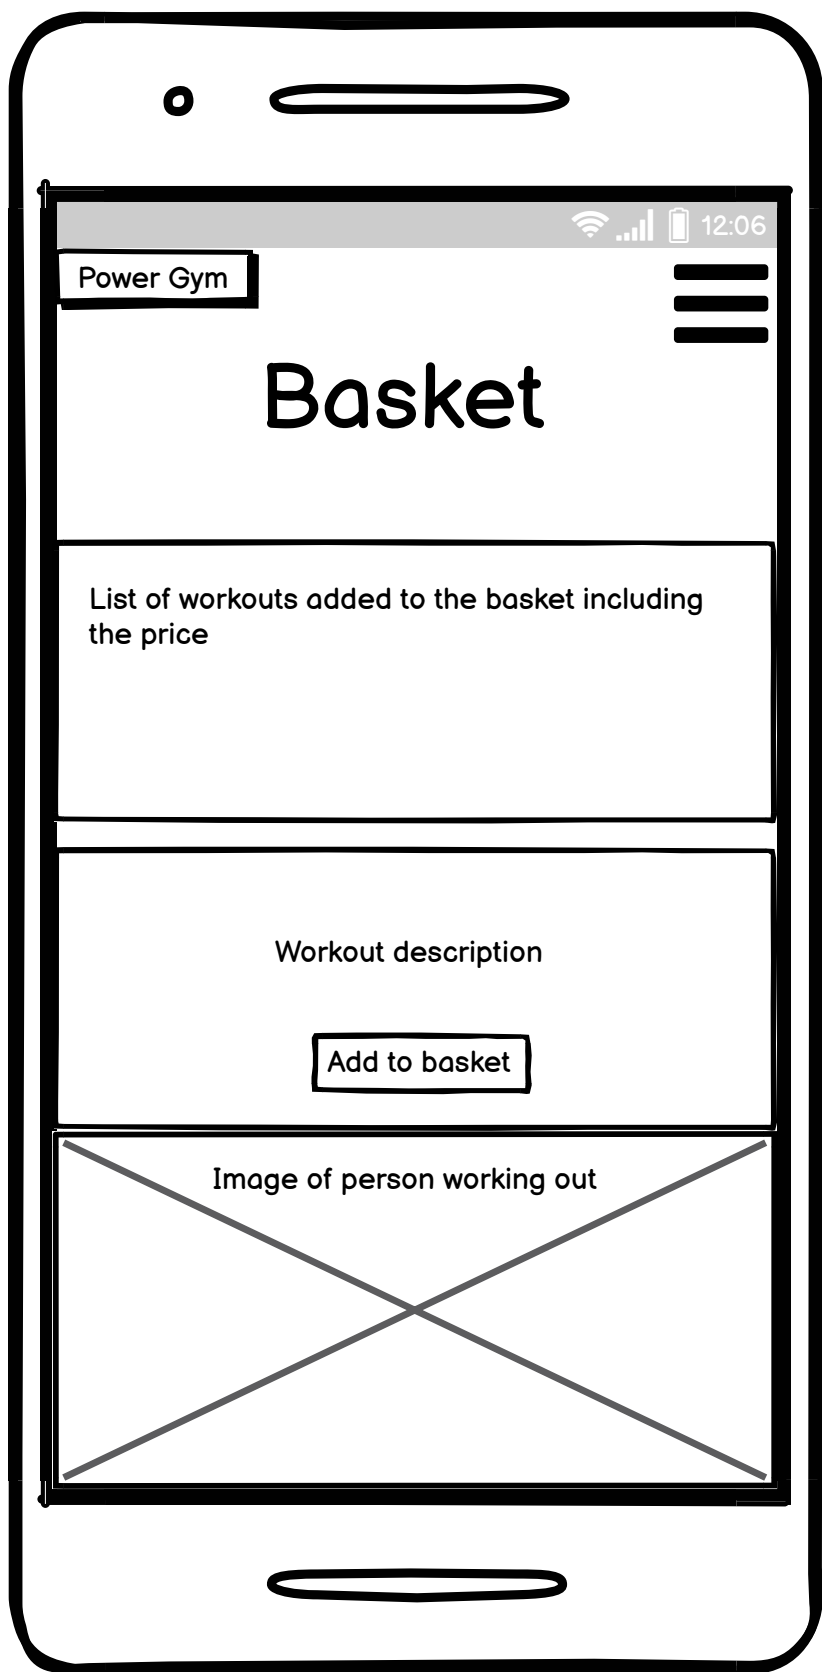 12:06
Power Gym
Basket
List of workouts added to the basket including
the price
Workout description
Add to basket
Image of person working out